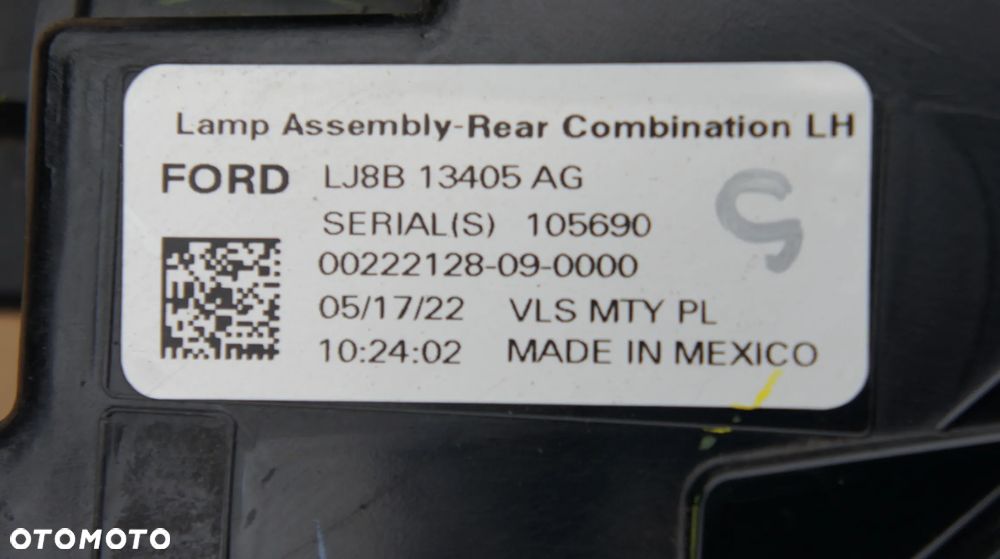 Lamp Assembly-Rear Combination LH
FORD LJ8B 13405 AG
SERIAL(S) 105690
00222128-09-0000
05/17/22 VLS MTY PL
10:24:02 MADE IN MEXICO
OTOMOTO